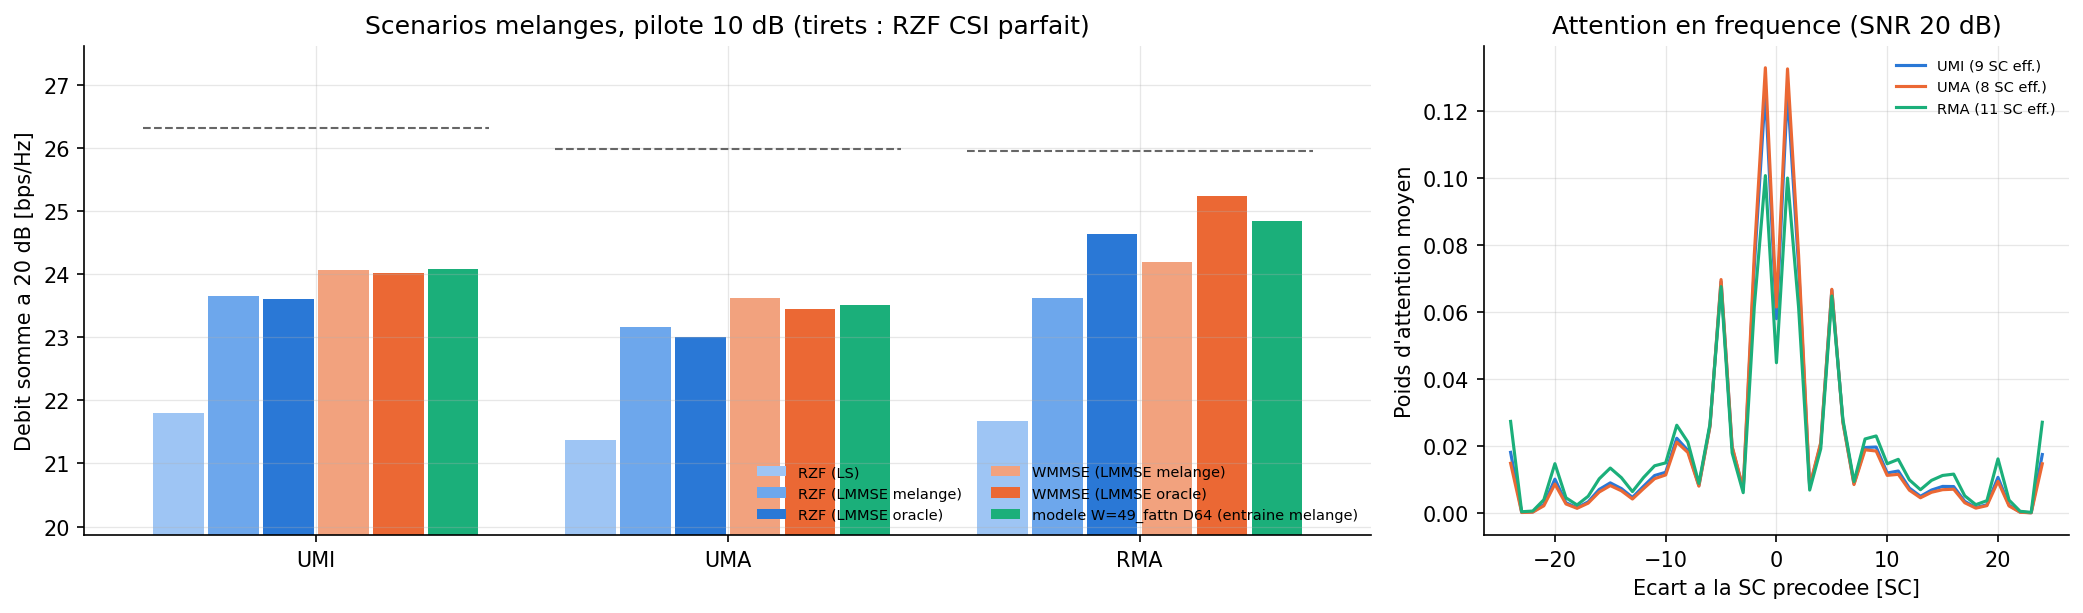 Scenarios melanges, pilote 10 dB (tirets : RZF CSI parfait)
Debit somme a 20 dB [bps/Hz]
27
26
25
24
23
22
21
20
UMI
UMA
RMA
RZF (LS)
RZF (LMMSE melange)
RZF (LMMSE oracle)
WMMSE (LMMSE melange)
WMMSE (LMMSE oracle)
modele W=49_fattn D64 (entraine melange)
Attention en frequence (SNR 20 dB)
Poids d'attention moyen
0.12
0.10
0.08
0.06
0.04
0.02
0.00
−20
−10
0
10
20
Ecart a la SC precodee [SC]
UMI (9 SC eff.)
UMA (8 SC eff.)
RMA (11 SC eff.)